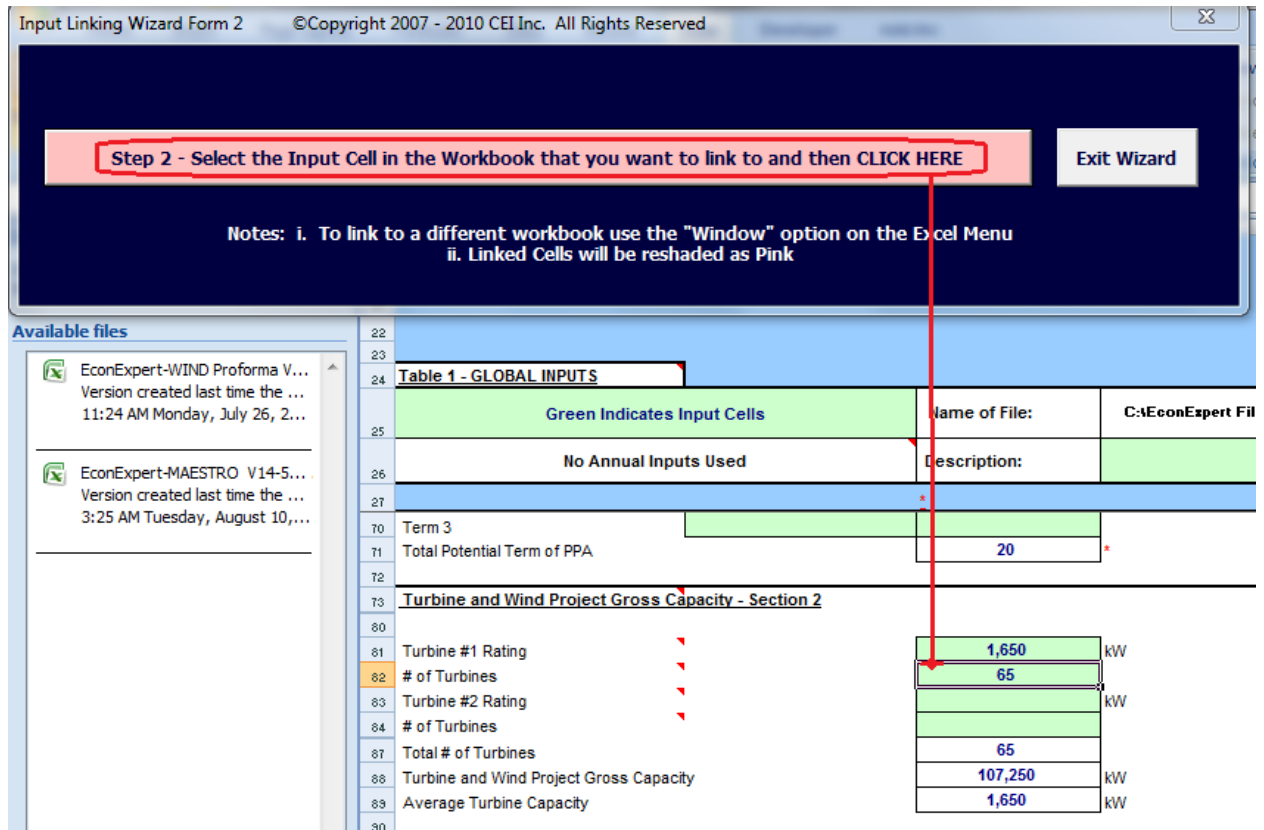 Input Linking Wizard Form 2 ©Copyright 2007 - 2010 CEI Inc. All Rights Reserved
Step 2 - Select the Input Cell in the Workbook that you want to link to and then CLICK HERE
Exit Wizard
Notes: i. To link to a different workbook use the "Window" option on the Excel Menu
ii. Linked Cells will be reshaded as Pink
Available files
EconExpert-WIND Proforma V...
Version created last time the ...
11:24 AM Monday, July 26, 2...
EconExpert-MAESTRO V14-5...
Version created last time the ...
3:25 AM Tuesday, August 10,...
22
23
24 Table 1 - GLOBAL INPUTS
25 Green Indicates Input Cells Name of File: C:\EconExpert Fil
26 No Annual Inputs Used Description:
27 *
70 Term 3
71 Total Potential Term of PPA 20 *
72
73 Turbine and Wind Project Gross Capacity - Section 2
80
81 Turbine #1 Rating 1,650 kW
82 # of Turbines 65
83 Turbine #2 Rating kW
84 # of Turbines
87 Total # of Turbines 65
88 Turbine and Wind Project Gross Capacity 107,250 kW
89 Average Turbine Capacity 1,650 kW
90